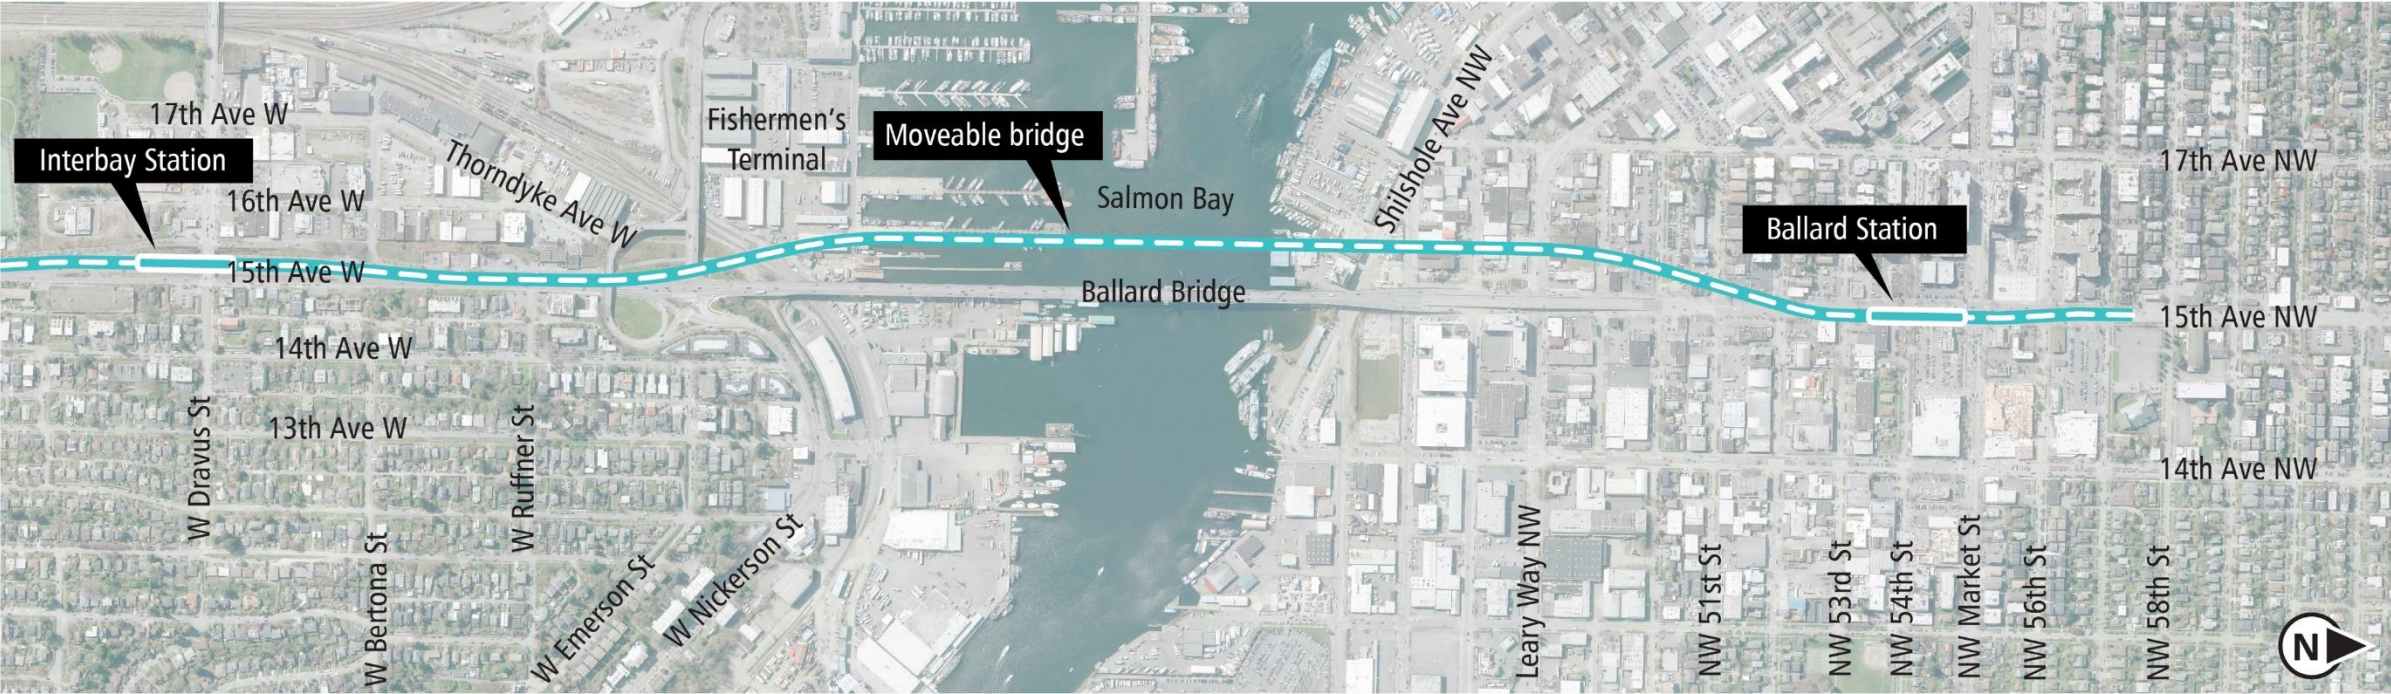 17th Ave W
Interbay Station
16th Ave W
15th Ave W
14th Ave W
13th Ave W
W Dravus St
W Bertona St
W Ruffner St
Thorndyke Ave W
W Emerson St
W Nickerson St
Fishermen's
Terminal
Moveable bridge
Salmon Bay
Ballard Bridge
Shilshole Ave NW
Leary Way NW
Ballard Station
NW 51st St
NW 53rd St
NW 54th St
NW Market St
NW 56th St
NW 58th St
17th Ave NW
15th Ave NW
14th Ave NW
N